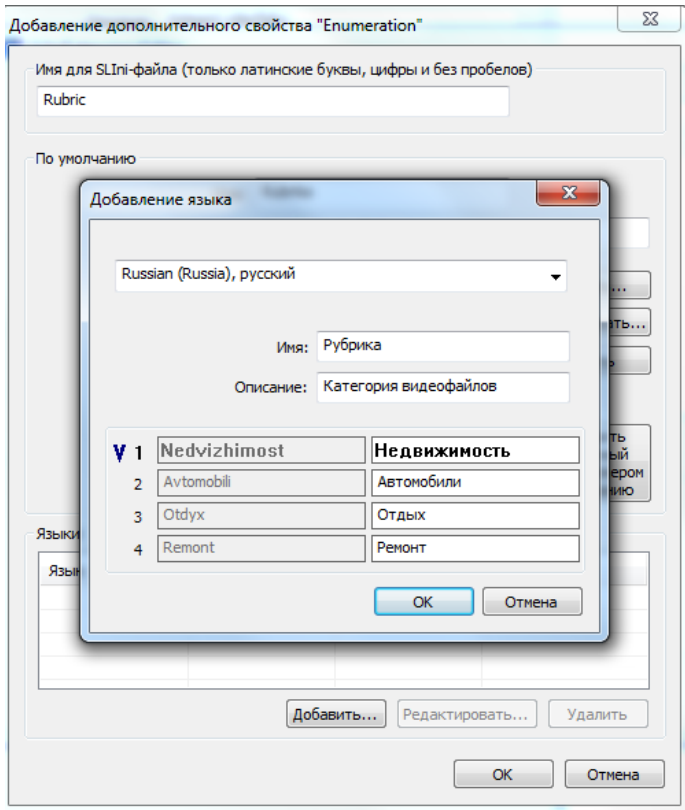 Добавление дополнительного свойства "Enumeration"
Имя для SLIni-файла (только латинские буквы, цифры и без пробелов)
Rubric
По умолчанию
Добавление языка
Russian (Russia), русский
Имя: Рубрика
Описание: Категория видеофайлов
V 1 Nedvizhimost Недвижимость
2 Avtomobili Автомобили
3 Otdyx Отдых
4 Remont Ремонт
OK Отмена
Языки
Добавить... Редактировать... Удалить
OK Отмена